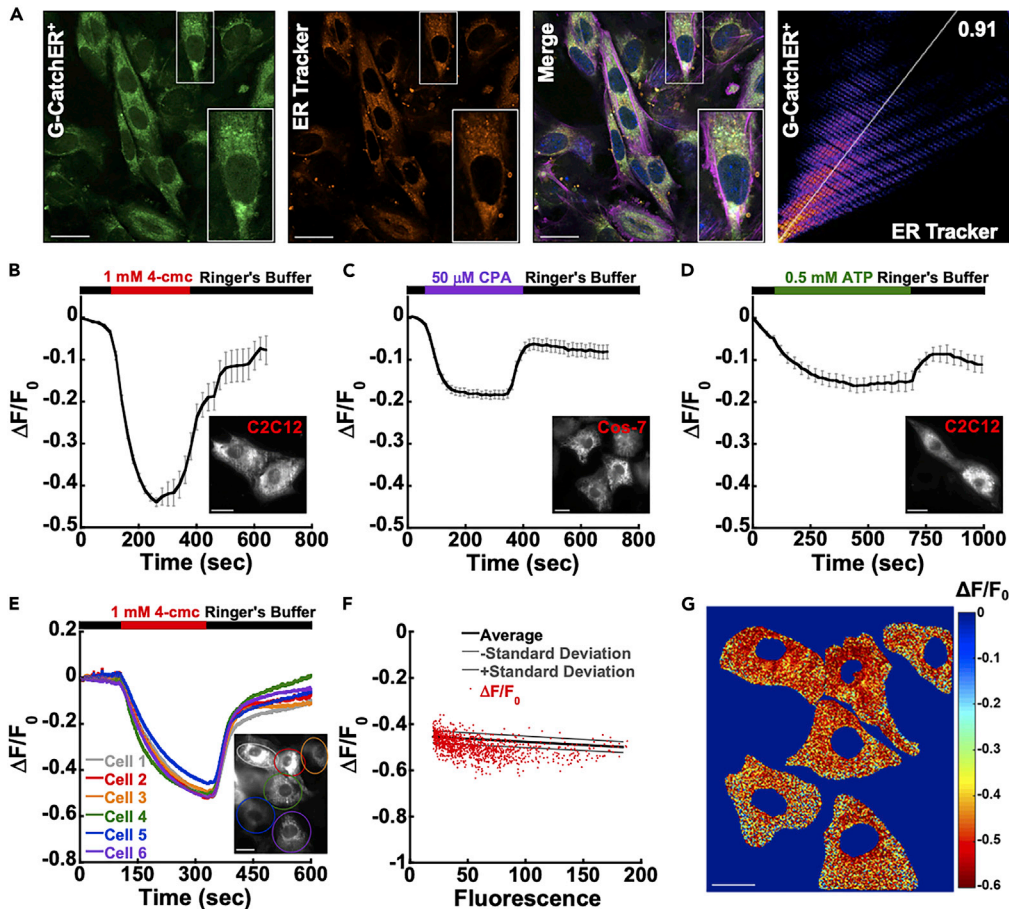 A
G-CatchER+
ER Tracker
Merge
G-CatchER+
0.91
ER Tracker
B
1 mM 4-cmc Ringer's Buffer
0
-0.1
-0.2
-0.3
-0.4
-0.5
ΔF/F0
C2C12
0 200 400 600 800
Time (sec)
C
50 μM CPA Ringer's Buffer
0
-0.1
-0.2
-0.3
-0.4
-0.5
ΔF/F0
Cos-7
0 200 400 600 800
Time (sec)
D
0.5 mM ATP Ringer's Buffer
0
-0.1
-0.2
-0.3
-0.4
-0.5
ΔF/F0
C2C12
0 250 500 750 1000
Time (sec)
E
1 mM 4-cmc Ringer's Buffer
0.2
0
-0.2
-0.4
-0.6
-0.8
ΔF/F0
Cell 1
Cell 2
Cell 3
Cell 4
Cell 5
Cell 6
0 150 300 450 600
Time (sec)
F
0
-0.2
-0.4
-0.6
-0.8
-1
ΔF/F0
Average
-Standard Deviation
+Standard Deviation
ΔF/F0
0 50 100 150 200
Fluorescence
G
ΔF/F0
0
-0.1
-0.2
-0.3
-0.4
-0.5
-0.6